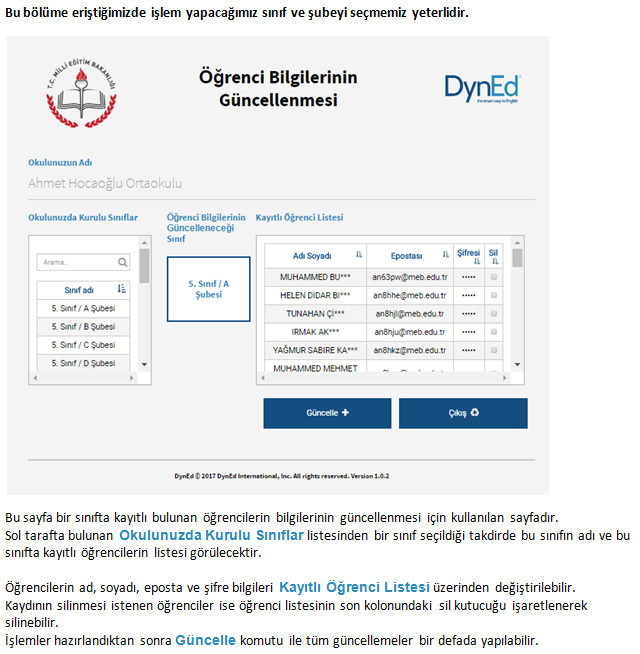 Bu bölüme eriştiğimizde işlem yapacağımız sınıf ve şubeyi seçmemiz yeterlidir.
T.C. MİLLÎ EĞİTİM BAKANLIĞI
Öğrenci Bilgilerinin
Güncellenmesi
DynEd
the smart way to English
Okulunuzun Adı
Ahmet Hocaoğlu Ortaokulu
Okulunuzda Kurulu Sınıflar
Arama..
Sınıf adı
5. Sınıf / A Şubesi
5. Sınıf / B Şubesi
5. Sınıf / C Şubesi
5. Sınıf / D Şubesi
Öğrenci Bilgilerinin
Güncelleneceği
Sınıf
5. Sınıf / A
Şubesi
Kayıtlı Öğrenci Listesi
Adı Soyadı Epostası Şifresi Sil
MUHAMMED BU*** an63pw@meb.edu.tr •••••
HELEN DIDAR BI*** an8hhe@meb.edu.tr •••••
TUNAHAN Çİ*** an8hjl@meb.edu.tr •••••
IRMAK AK*** an8hju@meb.edu.tr •••••
YAĞMUR SABIRE KA*** an8hkz@meb.edu.tr •••••
MUHAMMED MEHMET
Güncelle
Çıkış
DynEd © 2017 DynEd International, Inc. All rights reserved. Version 1.0.2
Bu sayfa bir sınıfta kayıtlı bulunan öğrencilerin bilgilerinin güncellenmesi için kullanılan sayfadır.
Sol tarafta bulunan Okulunuzda Kurulu Sınıflar listesinden bir sınıf seçildiği takdirde bu sınıfın adı ve bu
sınıfta kayıtlı öğrencilerin listesi görülecektir.
Öğrencilerin ad, soyadı, eposta ve şifre bilgileri Kayıtlı Öğrenci Listesi üzerinden değiştirilebilir.
Kaydının silinmesi istenen öğrenciler ise öğrenci listesinin son kolonundaki sil kutucuğu işaretlenerek
silinebilir.
İşlemler hazırlandıktan sonra Güncelle komutu ile tüm güncellemeler bir defada yapılabilir.